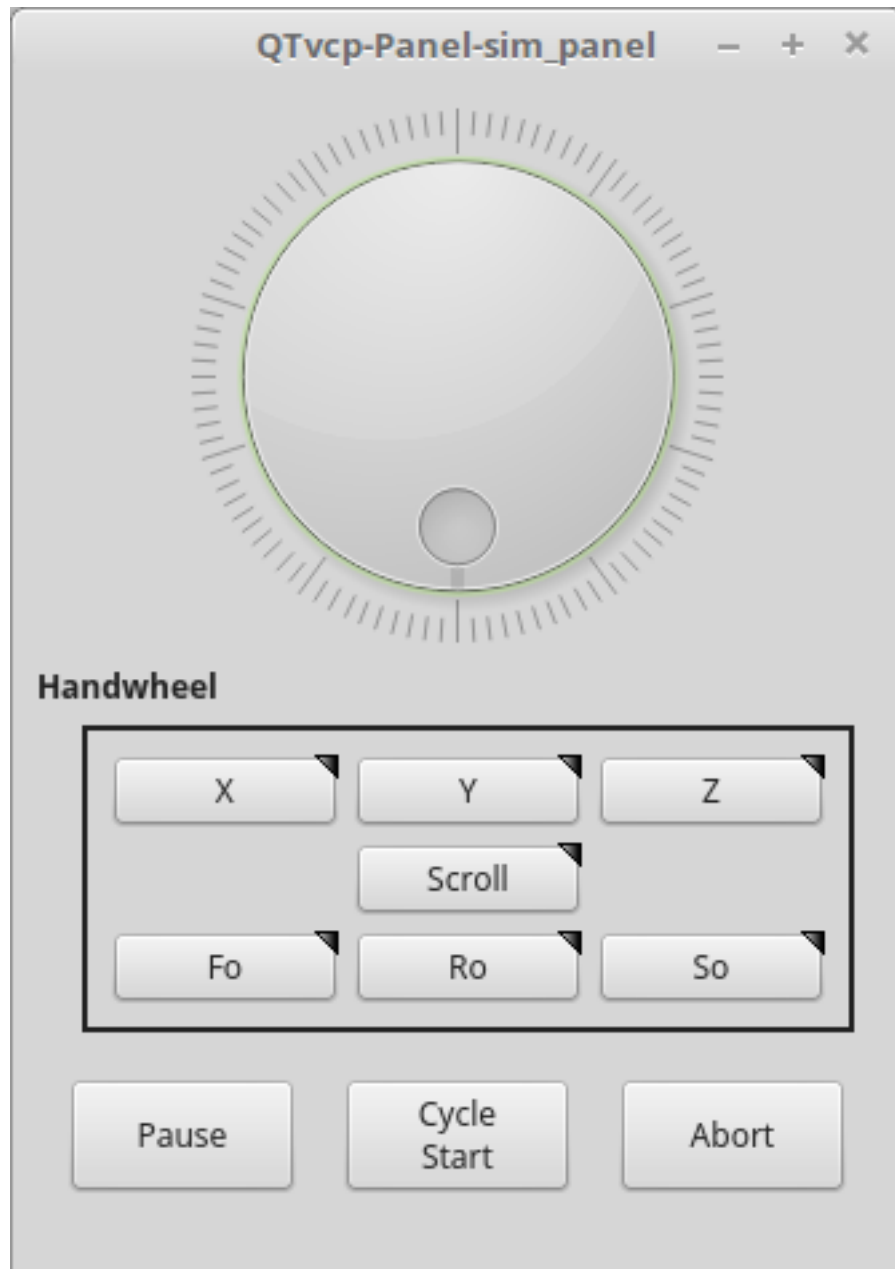 QTvcp-Panel-sim_panel
Handwheel
X
Y
Z
Scroll
Fo
Ro
So
Pause
Cycle
Start
Abort